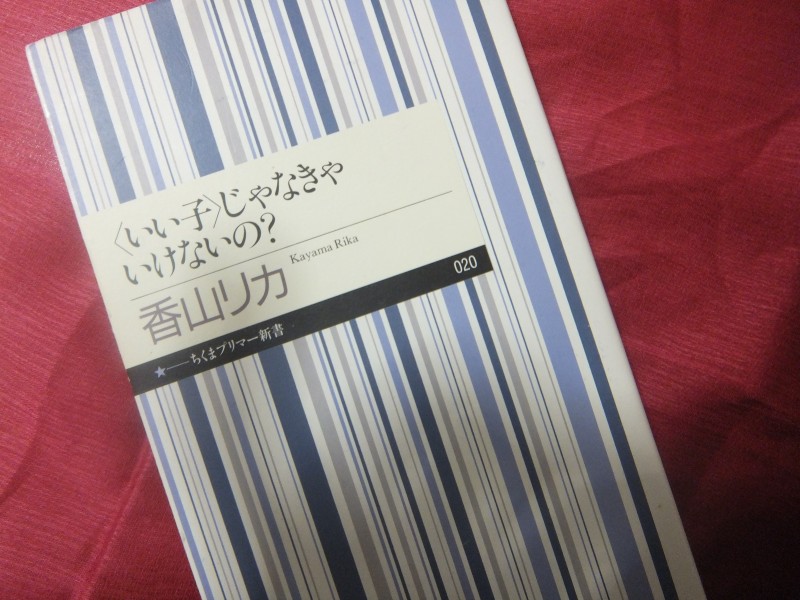 〈いい子〉じゃなきゃ
いけないの?
香山リカ Kayama Rika
★──ちくまプリマー新書 020